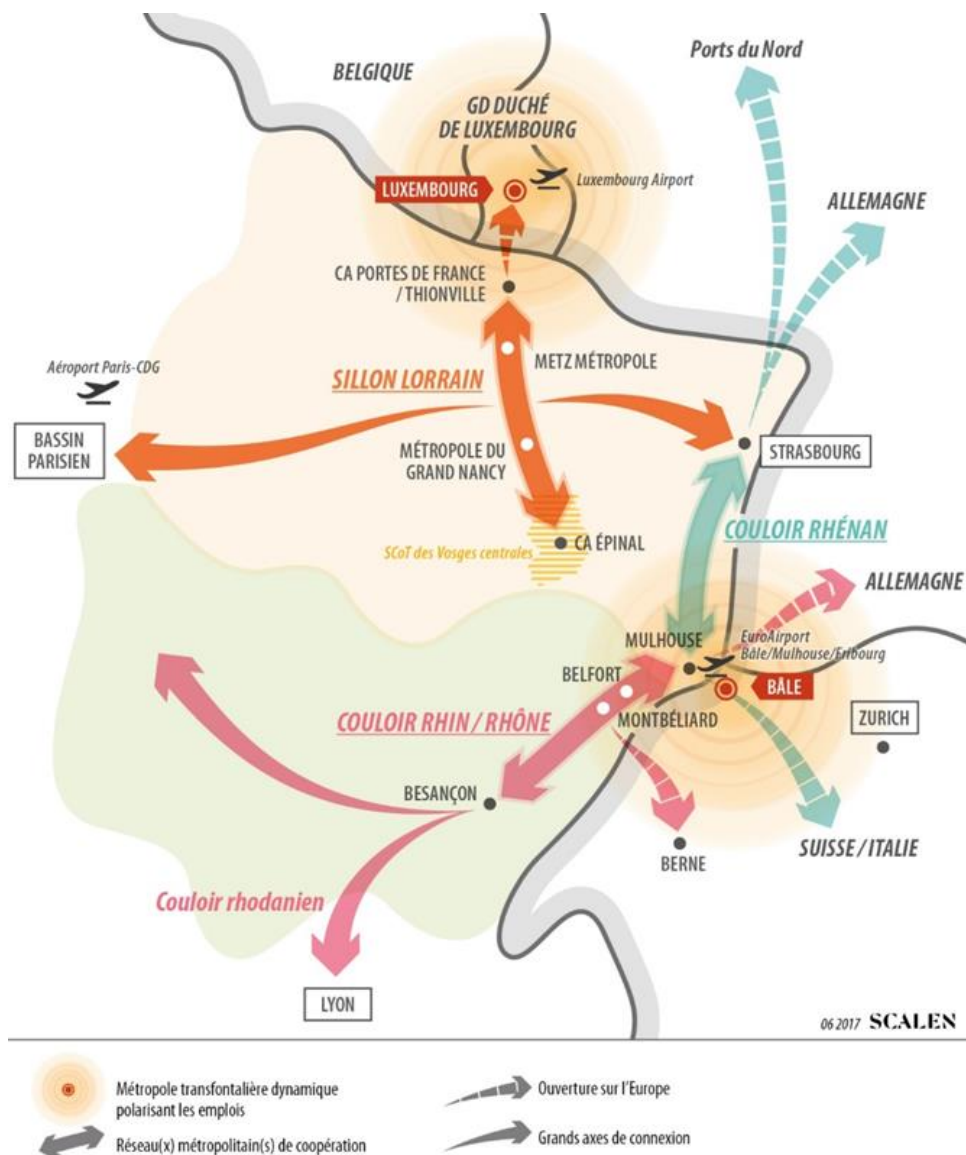 Ports du Nord
BELGIQUE
GD DUCHÉ
DE LUXEMBOURG
LUXEMBOURG
Luxembourg Airport
ALLEMAGNE
CA PORTES DE FRANCE
/ THIONVILLE
METZ MÉTROPOLE
Aéroport Paris-CDG
SILLON LORRAIN
BASSIN
PARISIEN
MÉTROPOLE DU
GRAND NANCY
STRASBOURG
COULOIR RHÉNAN
CA ÉPINAL
SCoT des Vosges centrales
ALLEMAGNE
MULHOUSE
EuroAirport
Bâle/Mulhouse/Fribourg
BELFORT
BÂLE
COULOIR RHIN / RHÔNE
MONTBÉLIARD
ZURICH
BESANÇON
SUISSE / ITALIE
BERNE
Couloir rhodanien
LYON
06 2017 SCALEN
Métropole transfontalière dynamique
polarisant les emplois
Ouverture sur l'Europe
Réseau(x) métropolitain(s) de coopération
Grands axes de connexion